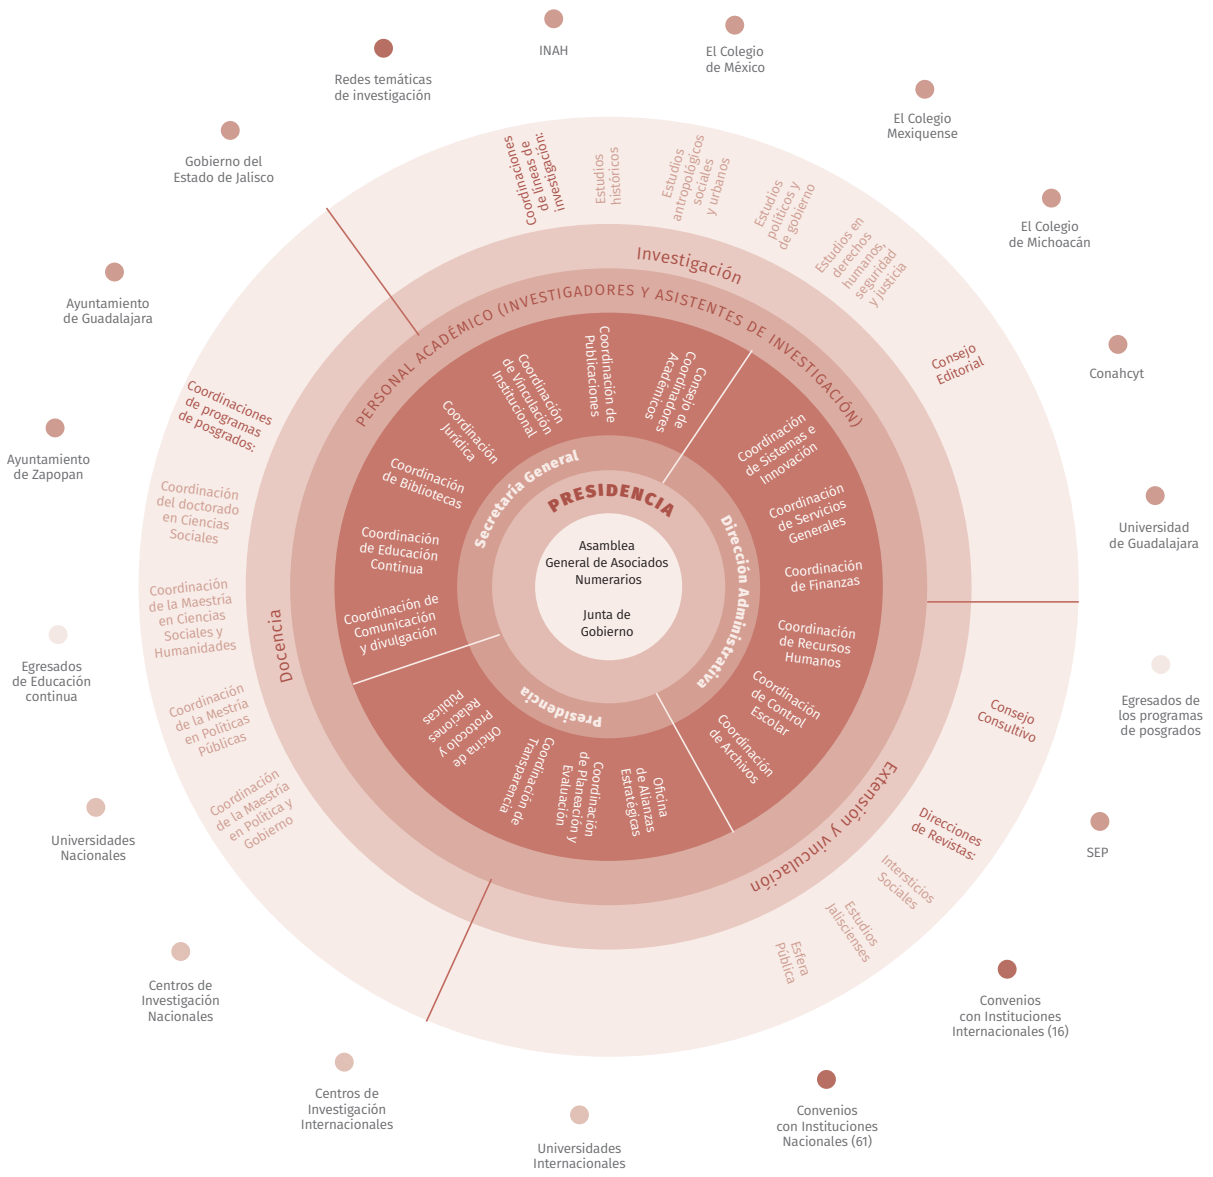 INAH
El Colegio
de México
Redes temáticas
de investigación
El Colegio
Mexiquense
Gobierno del
Estado de Jalisco
El Colegio
de Michoacán
Ayuntamiento
de Guadalajara
Conahcyt
Ayuntamiento
de Zapopan
Universidad
de Guadalajara
Egresados
de Educación
continua
Egresados de
los programas
de posgrados
Universidades
Nacionales
SEP
Centros de
Investigación
Nacionales
Convenios
con Instituciones
Internacionales (16)
Centros de
Investigación
Internacionales
Convenios
con Instituciones
Nacionales (61)
Universidades
Internacionales
Coordinaciones
de líneas de
investigación:
Estudios
históricos
Estudios
antropológicos
sociales
y urbanos
Estudios
políticos y
de gobierno
Estudios en
derechos
humanos,
seguridad
y justicia
Consejo
Editorial
Consejo
Consultivo
Direcciones
de Revistas:
Intersticios
Sociales
Estudios
Jaliscienses
Esfera
Pública
Coordinaciones
de programas
de posgrados:
Coordinación
del doctorado
en Ciencias
Sociales
Coordinación
de la Maestría
en Ciencias
Sociales y
Humanidades
Coordinación
de la Mestría
en Políticas
Públicas
Coordinación
de la Maestría
en Política y
Gobierno
Investigación
Extensión y vinculación
Docencia
PERSONAL ACADÉMICO (INVESTIGADORES Y ASISTENTES DE INVESTIGACIÓN)
Coordinación de
Comunicación
y divulgación
Coordinación
de Educación
Continua
Coordinación
de Bibliotecas
Coordinación
Jurídica
Coordinación
de Vinculación
Institucional
Coordinación de
Publicaciones
Consejo de
Coordinadores
Académicos
Coordinación
de Sistemas e
Innovación
Coordinación
de Servicios
Generales
Coordinación
de Finanzas
Coordinación
de Recursos
Humanos
Coordinación
de Control
Escolar
Coordinación
de Archivos
Oficina
de Alianzas
Estratégicas
Coordinación
de Planeación y
Evaluación
Coordinación de
Transparencia
Oficina de
protocolo y
Relaciones
Públicas
Secretaría General
Dirección Administrativa
Presidencia
PRESIDENCIA
Asamblea
General de Asociados
Numerarios
Junta de
Gobierno